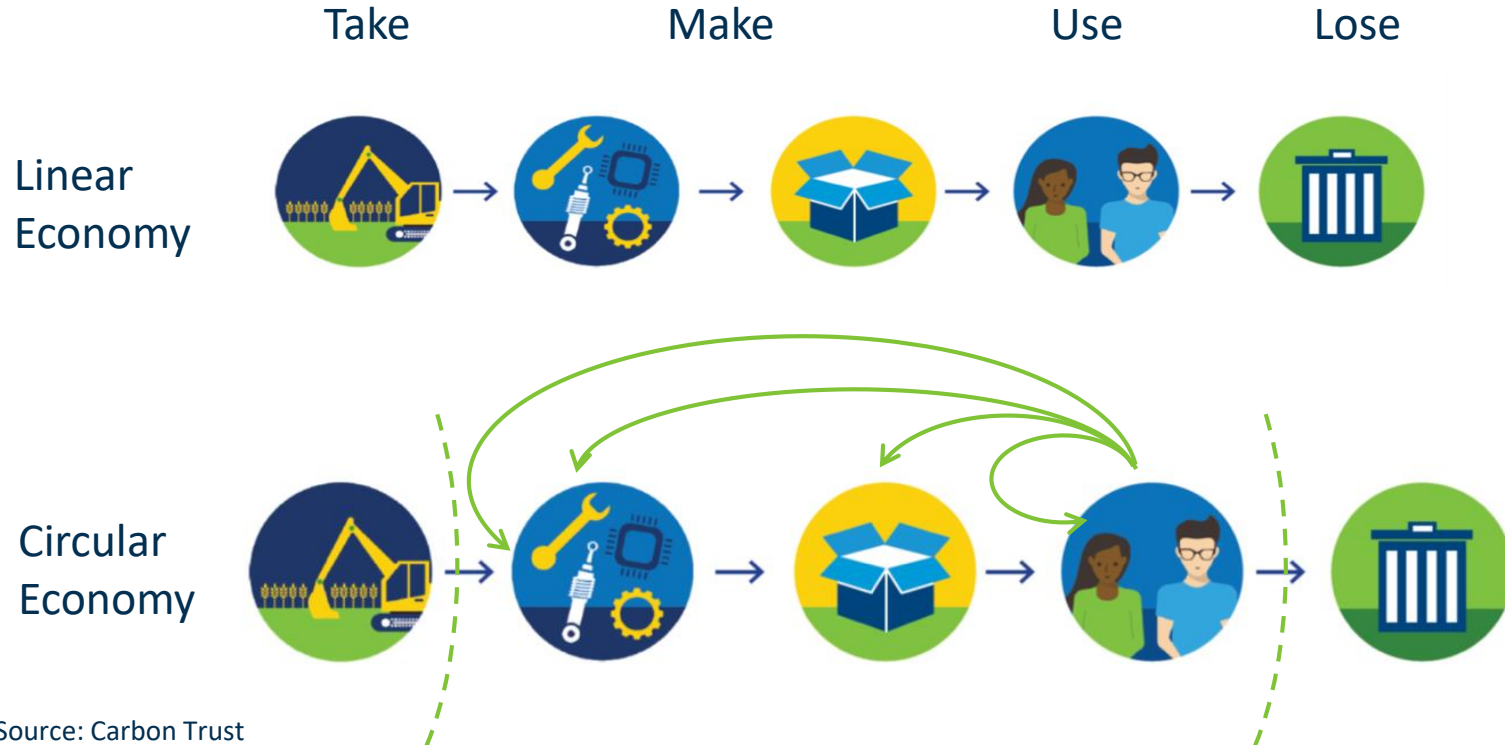 Take Make Use Lose
Linear
Economy
Circular
Economy
Source: Carbon Trust